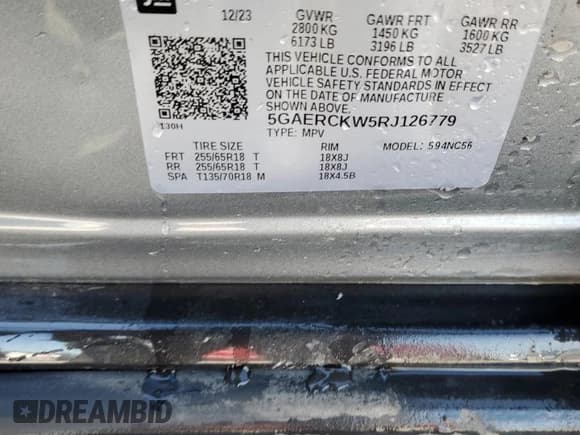 12/23 GVWR GAWR FRT GAWR RR
2800 KG 1450 KG 1600 KG
6173 LB 3196 LB 3527 LB
THIS VEHICLE CONFORMS TO ALL
APPLICABLE U.S. FEDERAL MOTOR
VEHICLE SAFETY STANDARDS IN EFFECT
ON THE DATE OF MANUFACTURE
SHOWN ABOVE.
5GAERCKW5RJ126779
TYPE: MPV
130H
TIRE SIZE RIM 594NC56
FRT 255/65R18 T 18X8J
RR 255/65R18 T 18X8J
SPA T135/70R18 M 18X4.5B
DREAMBID